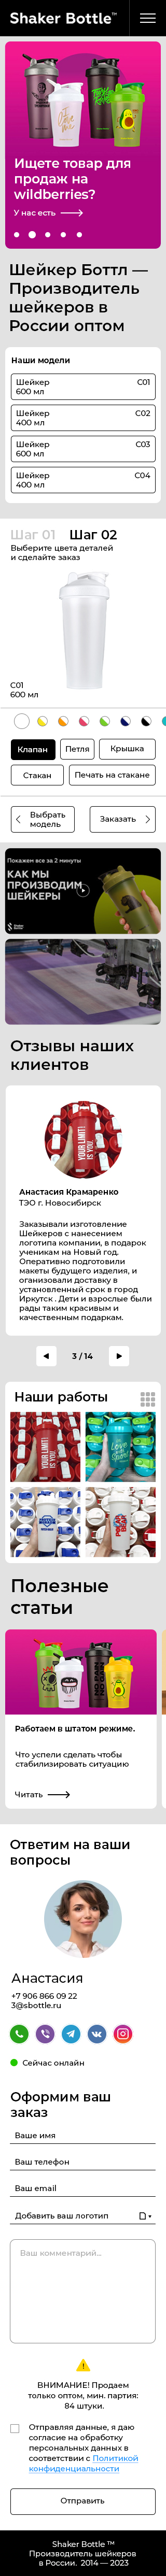 Shaker Bottle™
Ищете товар для
продаж на
wildberries?
У нас есть
Шейкер Боттл —
Производитель
шейкеров в
России оптом
Наши модели
Шейкер C01
600 мл
Шейкер C02
400 мл
Шейкер C03
600 мл
Шейкер C04
400 мл
Шаг 01 Шаг 02
Выберите цвета деталей
и сделайте заказ
C01
600 мл
Клапан Петля Крышка
Стакан Печать на стакане
Выбрать
модель
Заказать
Покажем все за 2 минуты
КАК МЫ
ПРОИЗВОДИМ
ШЕЙКЕРЫ
Отзывы наших
клиентов
YOUR LIMIT!
IS YOU.
Анастасия Крамаренко
ТЭО г. Новосибирск
Заказывали изготовление
Шейкеров с нанесением
логотипа компании, в подарок
ученикам на Новый год.
Оперативно подготовили
макеты будущего изделия, и
организовали доставку в
установленный срок в город
Иркутск . Дети и взрослые были
рады таким красивым и
качественным подаркам.
3 / 14
Наши работы
Полезные
статьи
NO PAIN
NO GAIN
Работаем в штатом режиме.
Что успели сделать чтобы
стабилизировать ситуацию
Читать
Ответим на ваши
вопросы
Анастасия
+7 906 866 09 22
3@sbottle.ru
Сейчас онлайн
Оформим ваш
заказ
Ваше имя
Ваш телефон
Ваш email
Добавить ваш логотип
Ваш комментарий...
ВНИМАНИЕ! Продаем
только оптом, мин. партия:
84 штуки.
Отправляя данные, я даю
согласие на обработку
персональных данных в
соответствии с Политикой
конфиденциальности
Отправить
Shaker Bottle ™
Производитель шейкеров
в России. 2014 — 2023